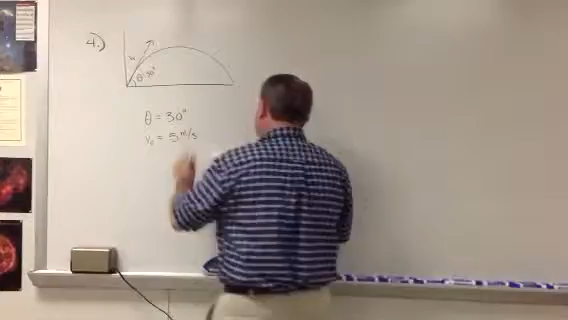 4.)
θ=30°
θ = 30°
v₀ = 5 m/s